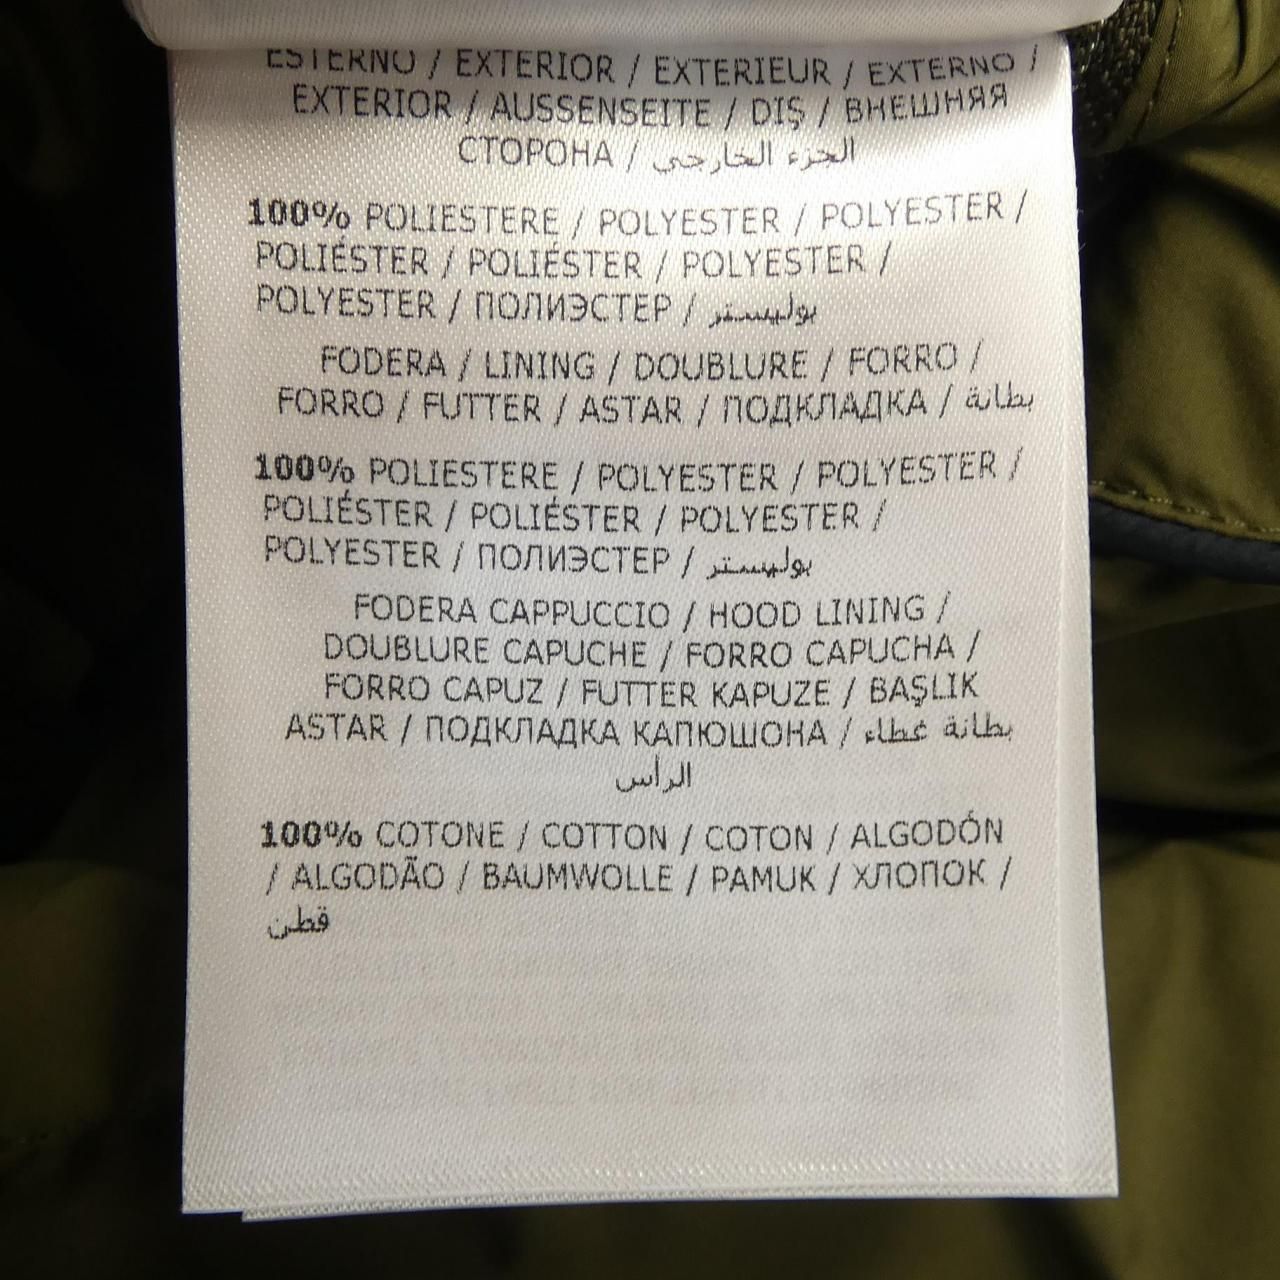 ESTERNO / EXTERIOR / EXTERIEUR / EXTERNO /
EXTERIOR / AUSSENSEITE / DIŞ / ВНЕШНЯЯ
СТОРОНА / الجزء الخارجي
100% POLIESTERE / POLYESTER / POLYESTER /
POLIÉSTER / POLIÉSTER / POLYESTER /
POLYESTER / ПОЛИЭСТЕР / بوليستر
FODERA / LINING / DOUBLURE / FORRO /
FORRO / FUTTER / ASTAR / ПОДКЛАДКА / بطانة
100% POLIESTERE / POLYESTER / POLYESTER /
POLIÉSTER / POLIÉSTER / POLYESTER /
POLYESTER / ПОЛИЭСТЕР / بوليستر
FODERA CAPPUCCIO / HOOD LINING /
DOUBLURE CAPUCHE / FORRO CAPUCHA /
FORRO CAPUZ / FUTTER KAPUZE / BAŞLIK
ASTAR / ПОДКЛАДКА КАПЮШОНА / بطانة غطاء
الرأس
100% COTONE / COTTON / COTON / ALGODÓN
/ ALGODÃO / BAUMWOLLE / PAMUK / ХЛОПОК /
قطن